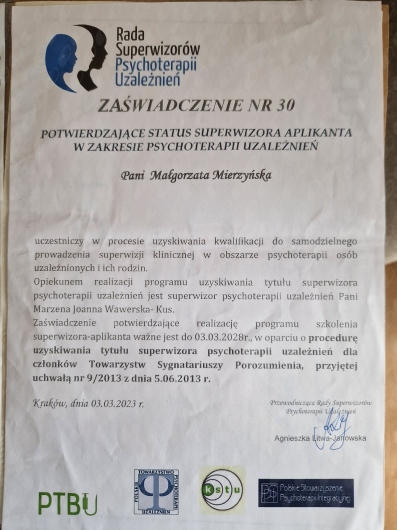 Rada
Superwizorów
Psychoterapii
Uzależnień
ZAŚWIADCZENIE NR 30
POTWIERDZAJĄCE STATUS SUPERWIZORA APLIKANTA
W ZAKRESIE PSYCHOTERAPII UZALEŻNIEŃ
Pani Małgorzata Mierzyńska
uczestniczy w procesie uzyskiwania kwalifikacji do samodzielnego
prowadzenia superwizji klinicznej w obszarze psychoterapii osób
uzależnionych i ich rodzin.
Opiekunem realizacji programu uzyskiwania tytułu superwizora
psychoterapii uzależnień jest superwizor psychoterapii uzależnień Pani
Marzena Joanna Wawerska- Kus.
Zaświadczenie potwierdzające realizację programu szkolenia
superwizora-aplikanta ważne jest do 03.03.2028r., w oparciu o procedurę
uzyskiwania tytułu superwizora psychoterapii uzależnień dla
członków Towarzystw Sygnatariuszy Porozumienia, przyjętej
uchwałą nr 9/2013 z dnia 5.06.2013 r.
Kraków, dnia 03.03.2023 r.
Przewodnicząca Rady Superwizorów
Psychoterapii Uzależnień
Agnieszka Litwa-Janowska
PTBU
POLSKIE
TOWARZYSTWO
PSYCHOTERAPII
UZALEŻNIEŃ
kstu
Polskie Stowarzyszenie
Psychoterapii Integracyjnej